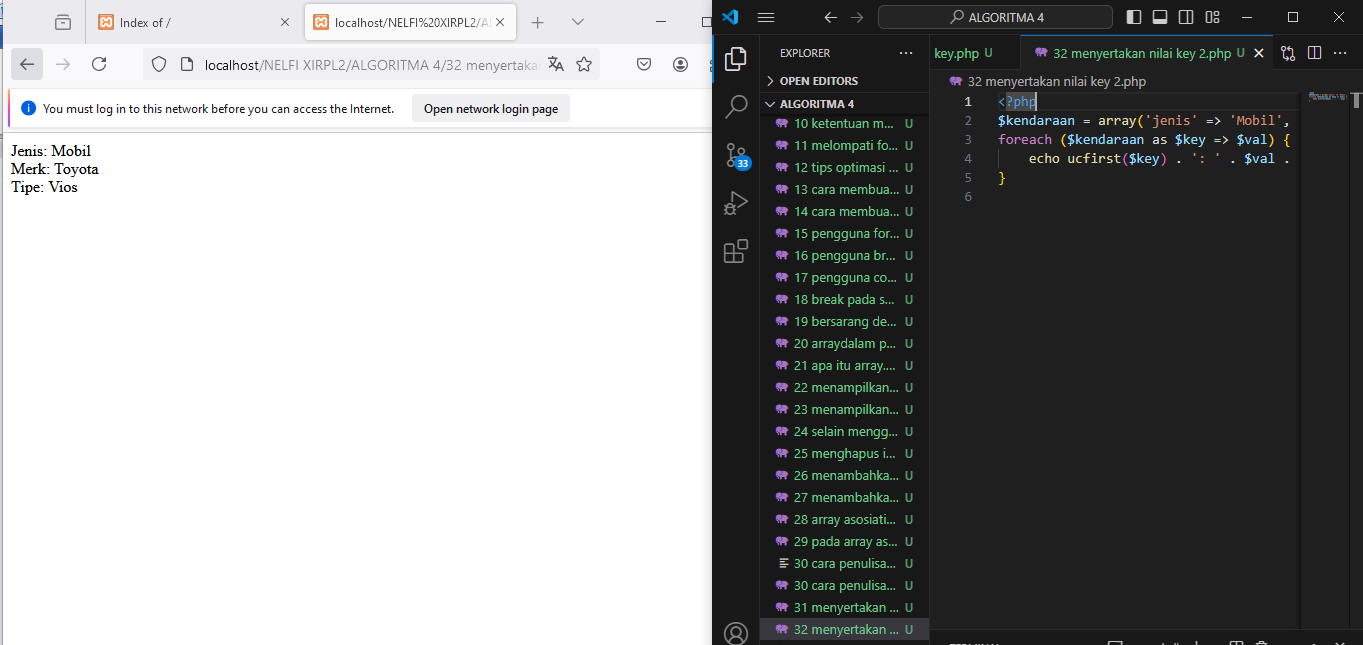 Index of /
localhost/NELFI%20XIRPL2/AL
localhost/NELFI XIRPL2/ALGORITMA 4/32 menyertakan
You must log in to this network before you can access the Internet.
Open network login page
Jenis: Mobil
Merk: Toyota
Tipe: Vios
ALGORITMA 4
EXPLORER
OPEN EDITORS
ALGORITMA 4
10 ketentuan m... U
11 melompati fo... U
12 tips optimasi ... U
13 cara membua... U
14 cara membua... U
15 pengguna for... U
16 pengguna br... U
17 pengguna co... U
18 break pada s... U
19 bersarang de... U
20 arraydalam p... U
21 apa itu array.... U
22 menampilkan... U
23 menampilkan... U
24 selain mengg... U
25 menghapus i... U
26 menambahka... U
27 menambahka... U
28 array asosiati... U
29 pada array as... U
30 cara penulisa... U
30 cara penulisa... U
31 menyertakan ... U
32 menyertakan ... U
33
key.php U
32 menyertakan nilai key 2.php U
32 menyertakan nilai key 2.php
1 <?php
2 $kendaraan = array('jenis' => 'Mobil',
3 foreach ($kendaraan as $key => $val) {
4 echo ucfirst($key) . ': ' . $val .
5 }
6